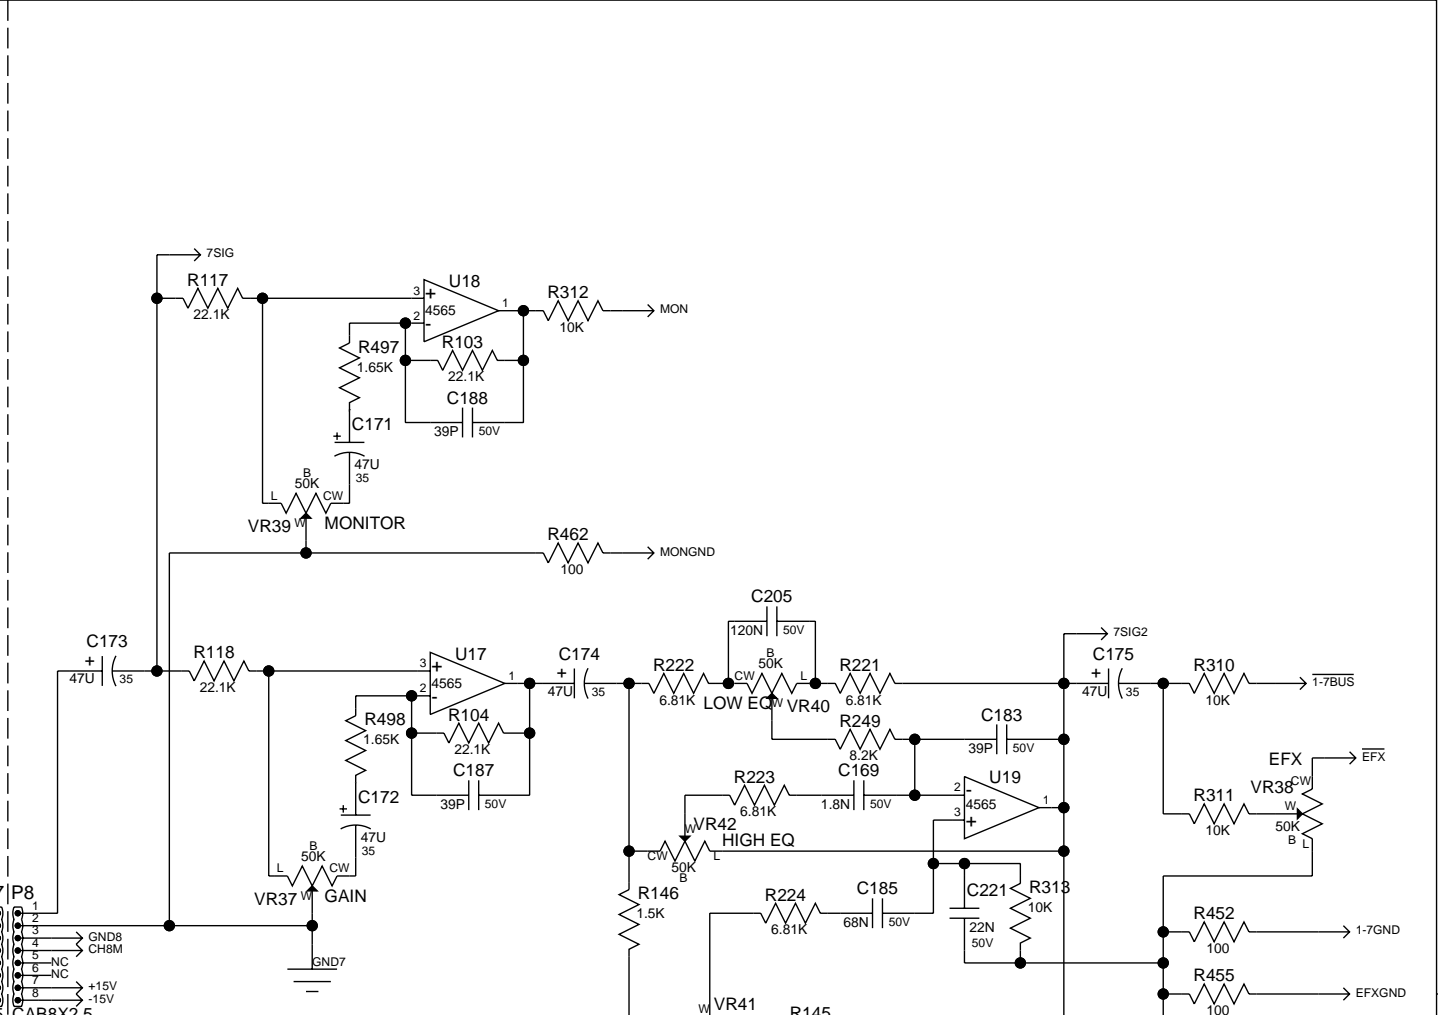 7SIG
R117
22.1K
U18
3
+
4565
2
-
1
R312
10K
MON
R497
1.65K
R103
22.1K
C188
39P
50V
C171
+
47U
35
B
50K
L
CW
VR39
W
MONITOR
R462
100
MONGND
C173
+
47U
35
R118
22.1K
U17
3
+
4565
2
-
1
C174
+
47U
35
R498
1.65K
R104
22.1K
C187
39P
50V
C172
+
47U
35
B
50K
L
CW
VR37
W
GAIN
GND7
C205
120N
50V
R222
6.81K
B
50K
CW
L
LOW EQ
W
VR40
R221
6.81K
7SIG2
C175
+
47U
35
R310
10K
1-7BUS
R249
8.2K
C183
39P
50V
R223
6.81K
C169
1.8N
50V
U19
2
-
4565
3
+
1
EFX
EFX
VR38
CW
W
50K
B
L
R311
10K
W
VR42
HIGH EQ
CW
L
50K
B
R146
1.5K
R224
6.81K
C185
68N
50V
C221
22N
50V
R313
10K
R452
100
1-7GND
R455
100
EFXGND
W
VR41
R145
P8
1
2
3
GND8
4
CH8M
5
NC
6
NC
7
+15V
8
-15V
CAB8X2.5